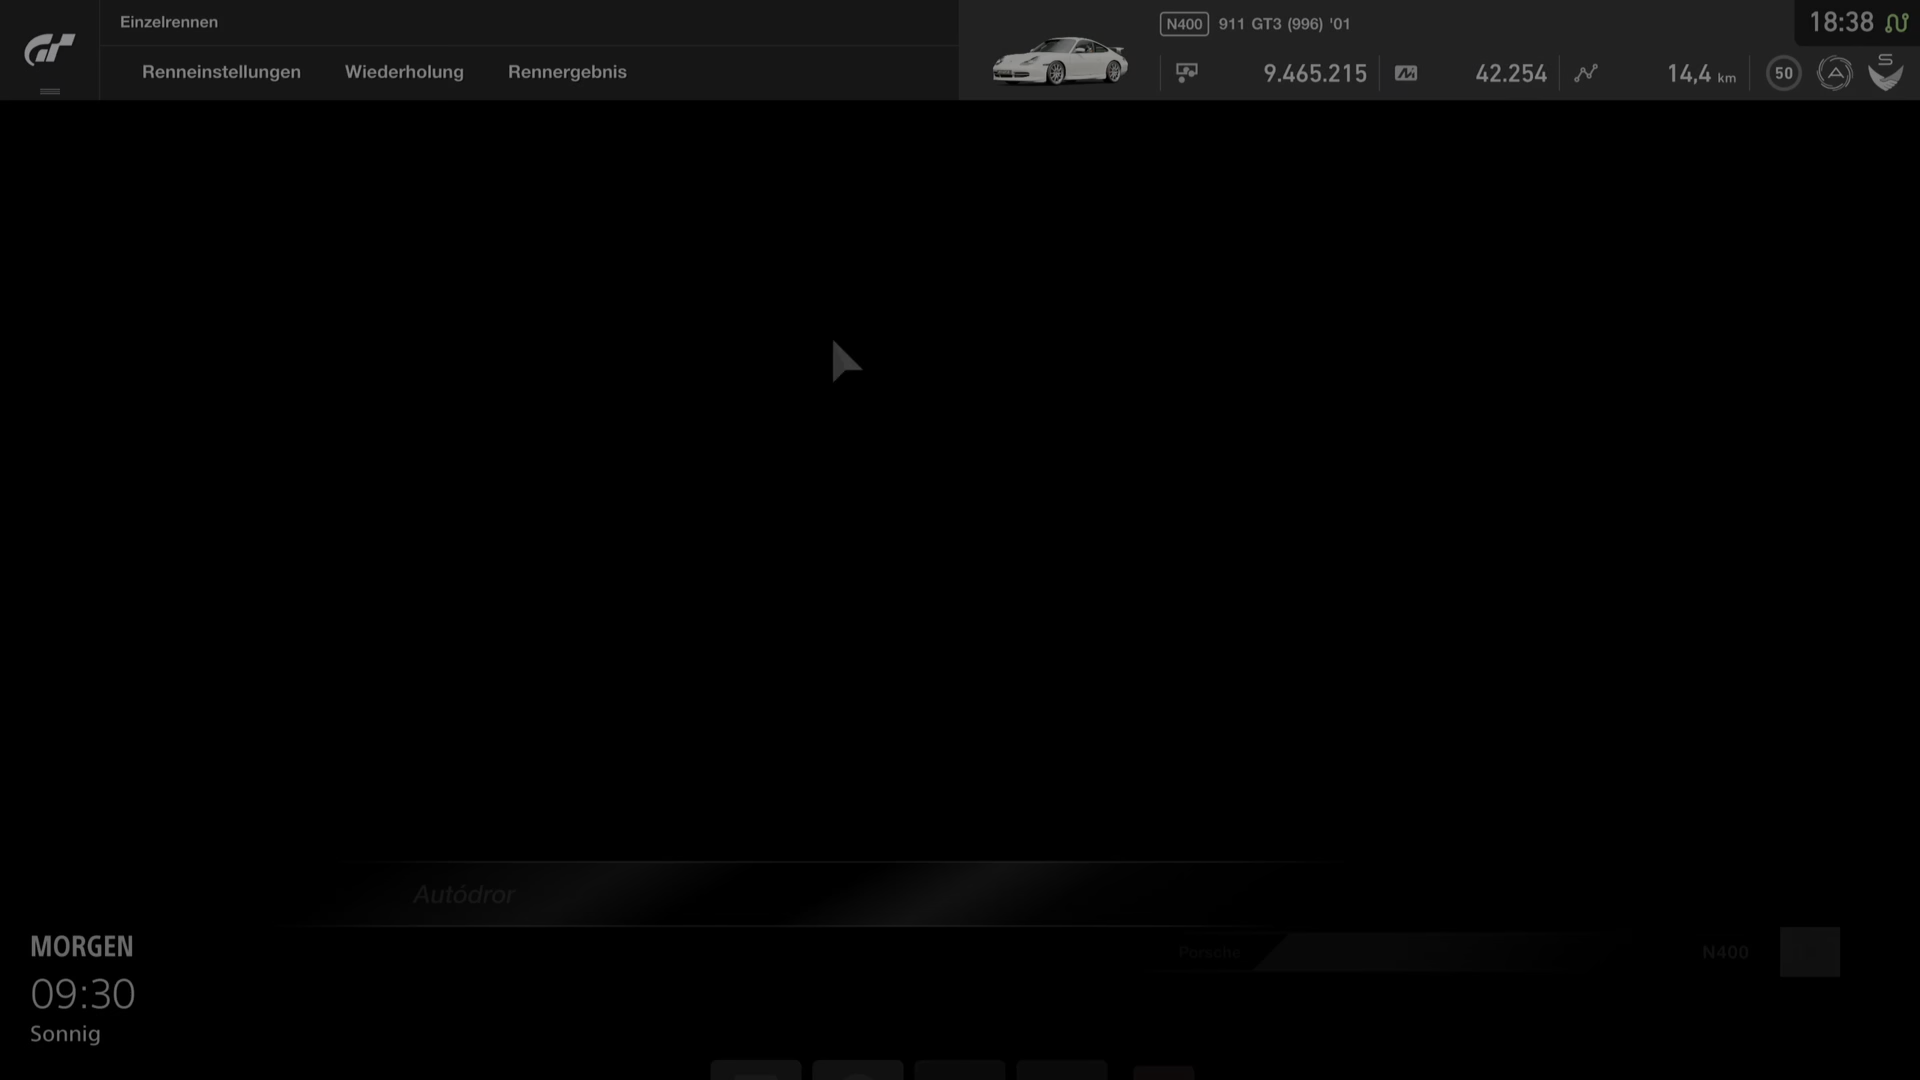 Einzelrennen
Renneinstellungen Wiederholung Rennergebnis
N400 911 GT3 (996) '01
9.465.215 42.254 14,4 km 50 A S
18:38
Autódror
Porsche N400
MORGEN
09:30
Sonnig